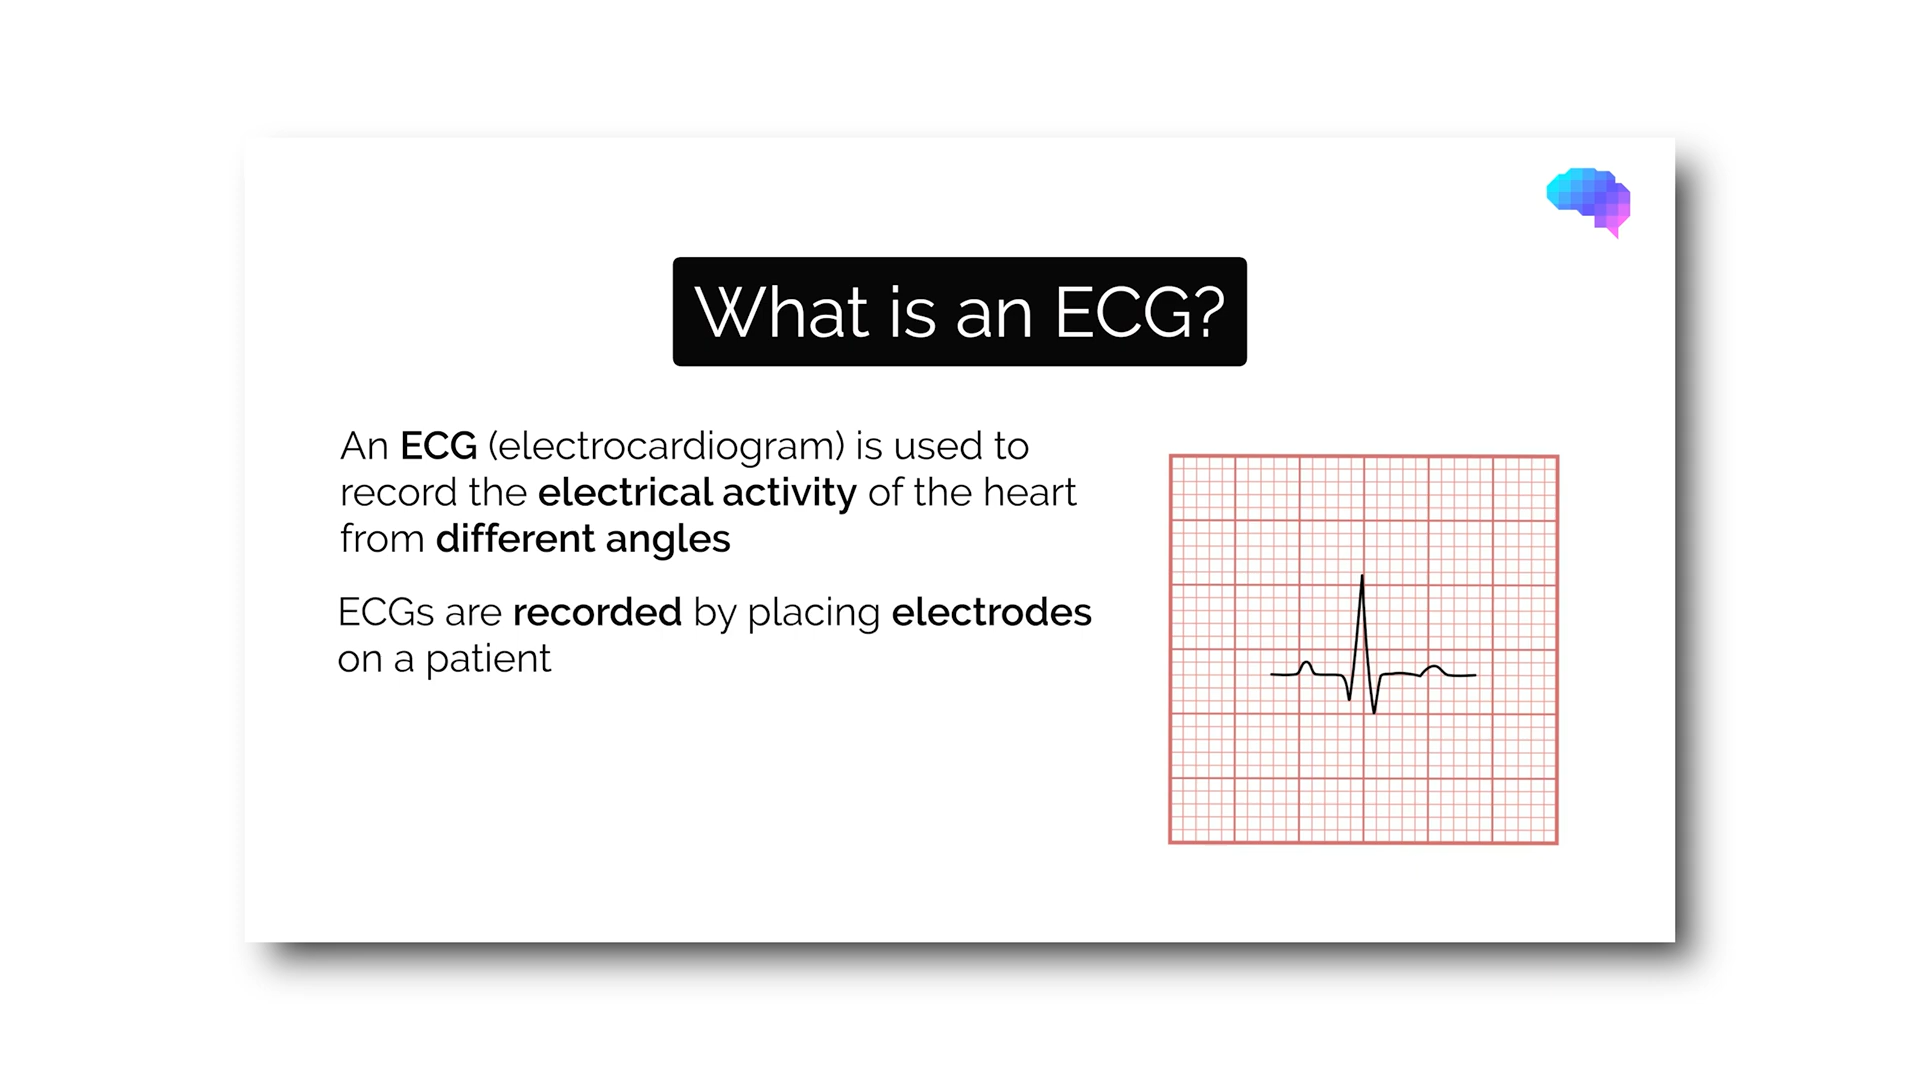 What is an ECG?
An ECG (electrocardiogram) is used to
record the electrical activity of the heart
from different angles
ECGs are recorded by placing electrodes
on a patient